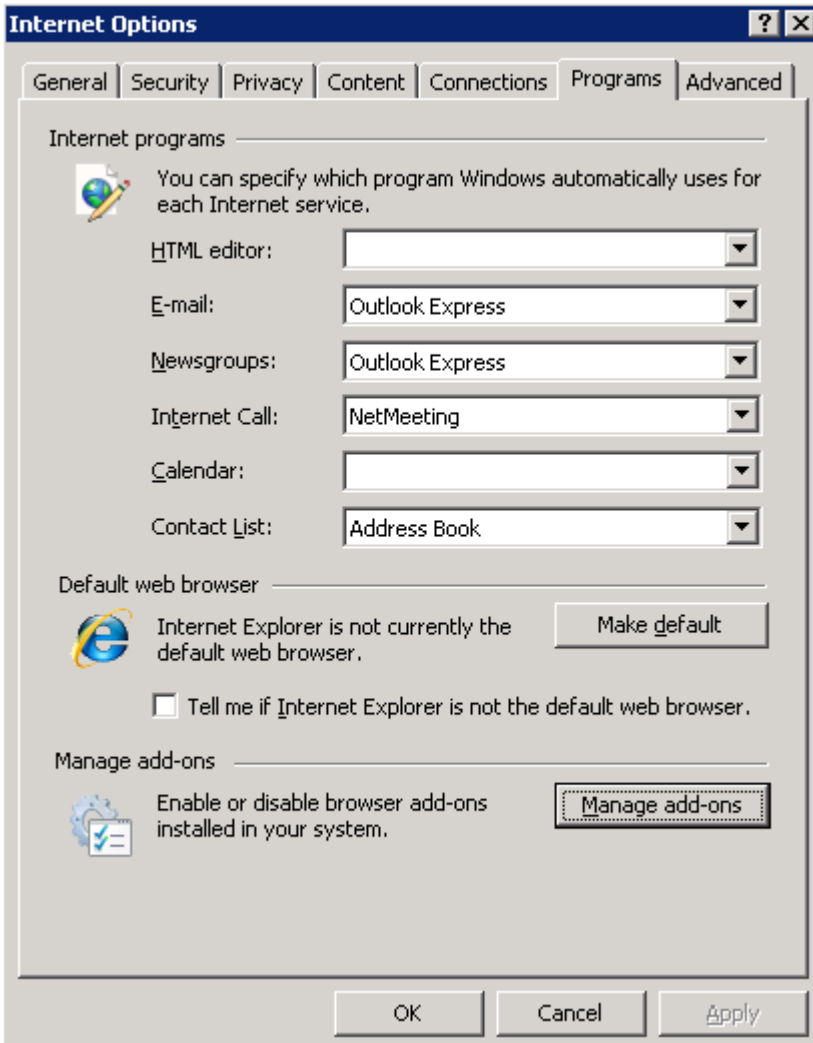 Internet Options
General Security Privacy Content Connections Programs Advanced
Internet programs
You can specify which program Windows automatically uses for
each Internet service.
HTML editor:
E-mail: Outlook Express
Newsgroups: Outlook Express
Internet Call: NetMeeting
Calendar:
Contact List: Address Book
Default web browser
Internet Explorer is not currently the
default web browser.
Make default
Tell me if Internet Explorer is not the default web browser.
Manage add-ons
Enable or disable browser add-ons
installed in your system.
Manage add-ons
OK Cancel Apply